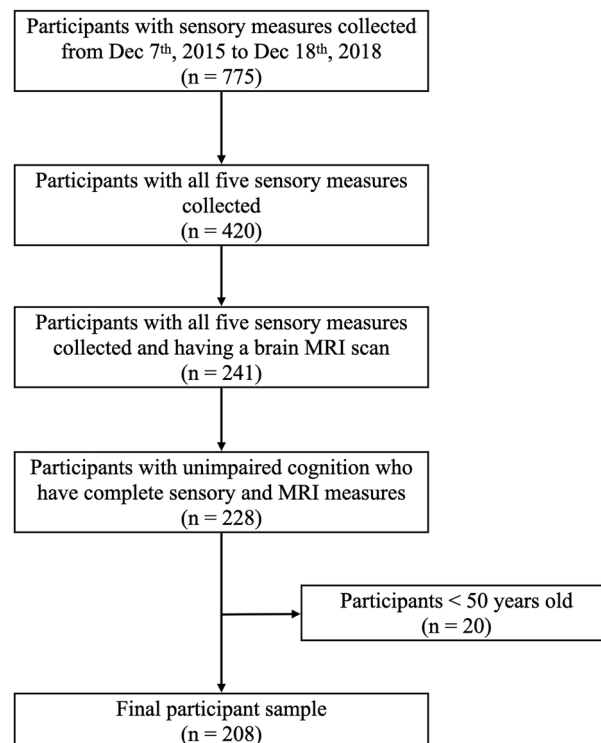 Participants with sensory measures collected
from Dec 7th, 2015 to Dec 18th, 2018
(n = 775)
Participants with all five sensory measures
collected
(n = 420)
Participants with all five sensory measures
collected and having a brain MRI scan
(n = 241)
Participants with unimpaired cognition who
have complete sensory and MRI measures
(n = 228)
Participants < 50 years old
(n = 20)
Final participant sample
(n = 208)